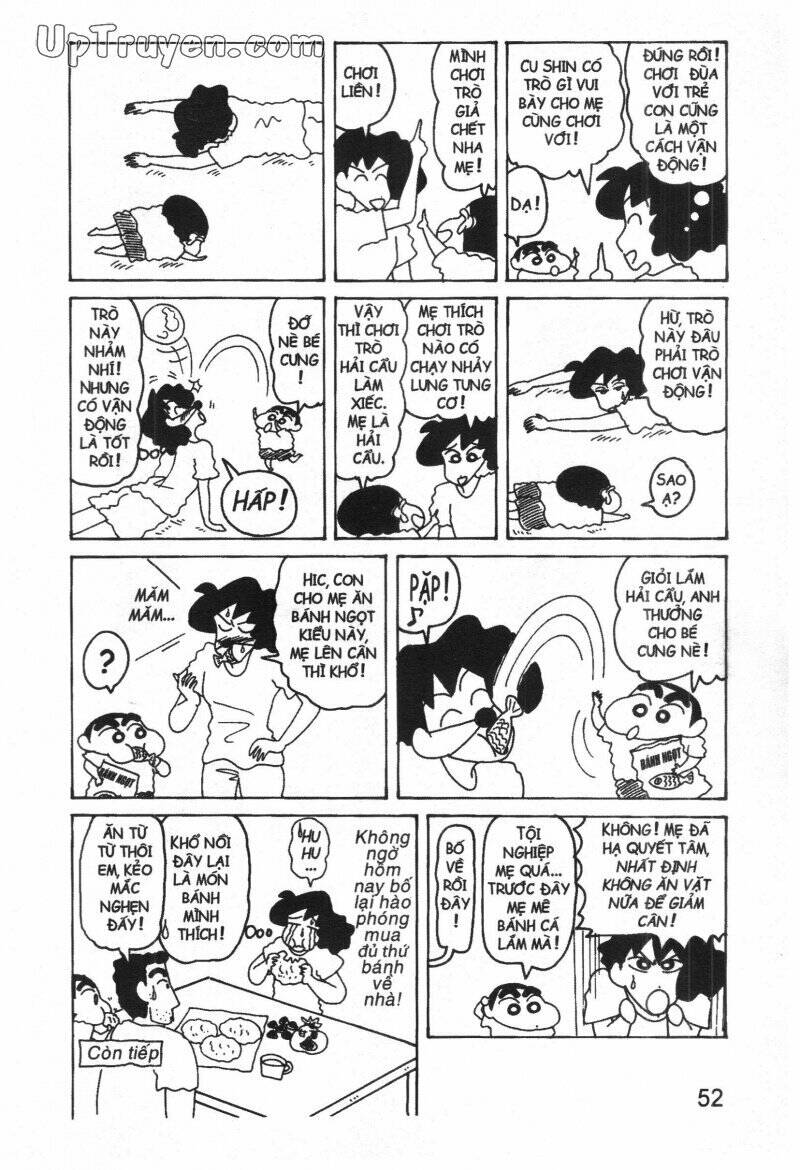 UpTruyen.com
ĐÚNG RỒI!
CHƠI ĐÙA
VỚI TRẺ
CON CŨNG
LÀ MỘT
CÁCH VẬN
ĐỘNG!
CU SHIN CÓ
TRÒ GÌ VUI
BÀY CHO MẸ
CÙNG CHƠI
VỚI!
DẠ!
MÌNH
CHƠI
TRÒ
GIẢ
CHẾT
NHA
MẸ!
CHƠI
LIỀN!
HỪ, TRÒ
NÀY ĐÂU
PHẢI TRÒ
CHƠI VẬN
ĐỘNG!
SAO
Ạ?
MẸ THÍCH
CHƠI TRÒ
NÀO CÓ
CHẠY NHẢY
LUNG TUNG
CƠ!
VẬY
THÌ CHƠI
TRÒ
HẢI CẨU
LÀM
XIẾC.
MẸ LÀ
HẢI
CẨU.
ĐỠ
NÈ BÉ
CƯNG
!
TRÒ
NÀY
NHẢM
NHÍ!
NHƯNG
CÓ VẬN
ĐỘNG
LÀ TỐT
RỒI!
HẤP!
GIỎI LẮM
HẢI CẨU, ANH
THƯỞNG
CHO BÉ
CƯNG NÈ!
PẶP!
BÁNH NGỌT
HIC, CON
CHO MẸ ĂN
BÁNH NGỌT
KIỂU NÀY,
MẸ LÊN CÂN
THÌ KHỔ!
MĂM
MĂM...
?
BÁNH NGỌT
KHÔNG! MẸ ĐÃ
HẠ QUYẾT TÂM,
NHẤT ĐỊNH
KHÔNG ĂN VẶT
NỮA ĐỂ GIẢM
CÂN!
TỘI
NGHIỆP
MẸ QUÁ...
TRƯỚC ĐÂY
MẸ MÊ
BÁNH CÁ
LẮM MÀ!
BỐ
VỀ RỒI
ĐÂY
!
Không
ngờ
hôm
nay bố
lại hào
phóng
mua
đủ thứ
bánh
về
nhà!
HU
HU
...
KHỔ NỖI
ĐÂY LẠI
LÀ MÓN
BÁNH
MÌNH
THÍCH!
ĂN TỪ
TỪ THÔI
EM, KẺO
MẮC
NGHẸN
ĐẤY!
Còn tiếp
52